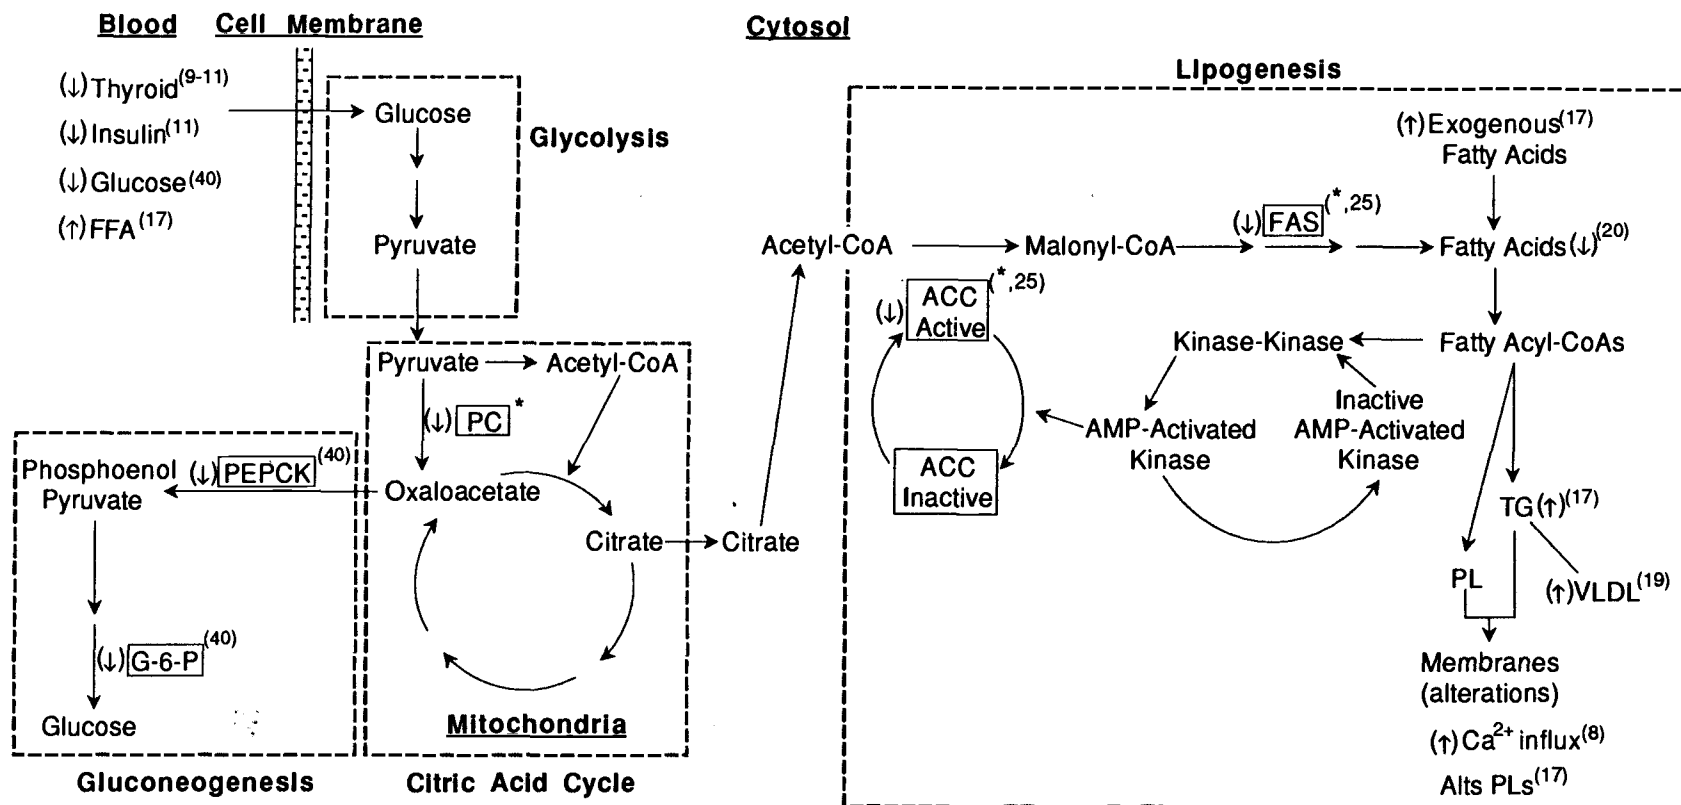 Blood Cell Membrane
Cytosol
(↓) Thyroid(9-11)
(↓) Insulin(11)
(↓) Glucose(40)
(↑) FFA(17)
Glucose
Glycolysis
Pyruvate
Pyruvate
Acetyl-CoA
(↓) PC*
Oxaloacetate
Citrate
Citrate
Mitochondria
Citric Acid Cycle
Phosphoenol
Pyruvate
(↓) PEPCK(40)
(↓) G-6-P(40)
Glucose
Gluconeogenesis
Lipogenesis
(↑) Exogenous(17)
Fatty Acids
Acetyl-CoA
Malonyl-CoA
(↓) FAS(*,25)
Fatty Acids (↓)(20)
(↓) ACC(*,25)
Active
ACC
Inactive
Kinase-Kinase
Fatty Acyl-CoAs
AMP-Activated
Kinase
Inactive
AMP-Activated
Kinase
TG (↑)(17)
PL
(↑) VLDL(19)
Membranes
(alterations)
(↑) Ca2+ influx(8)
Alts PLs(17)